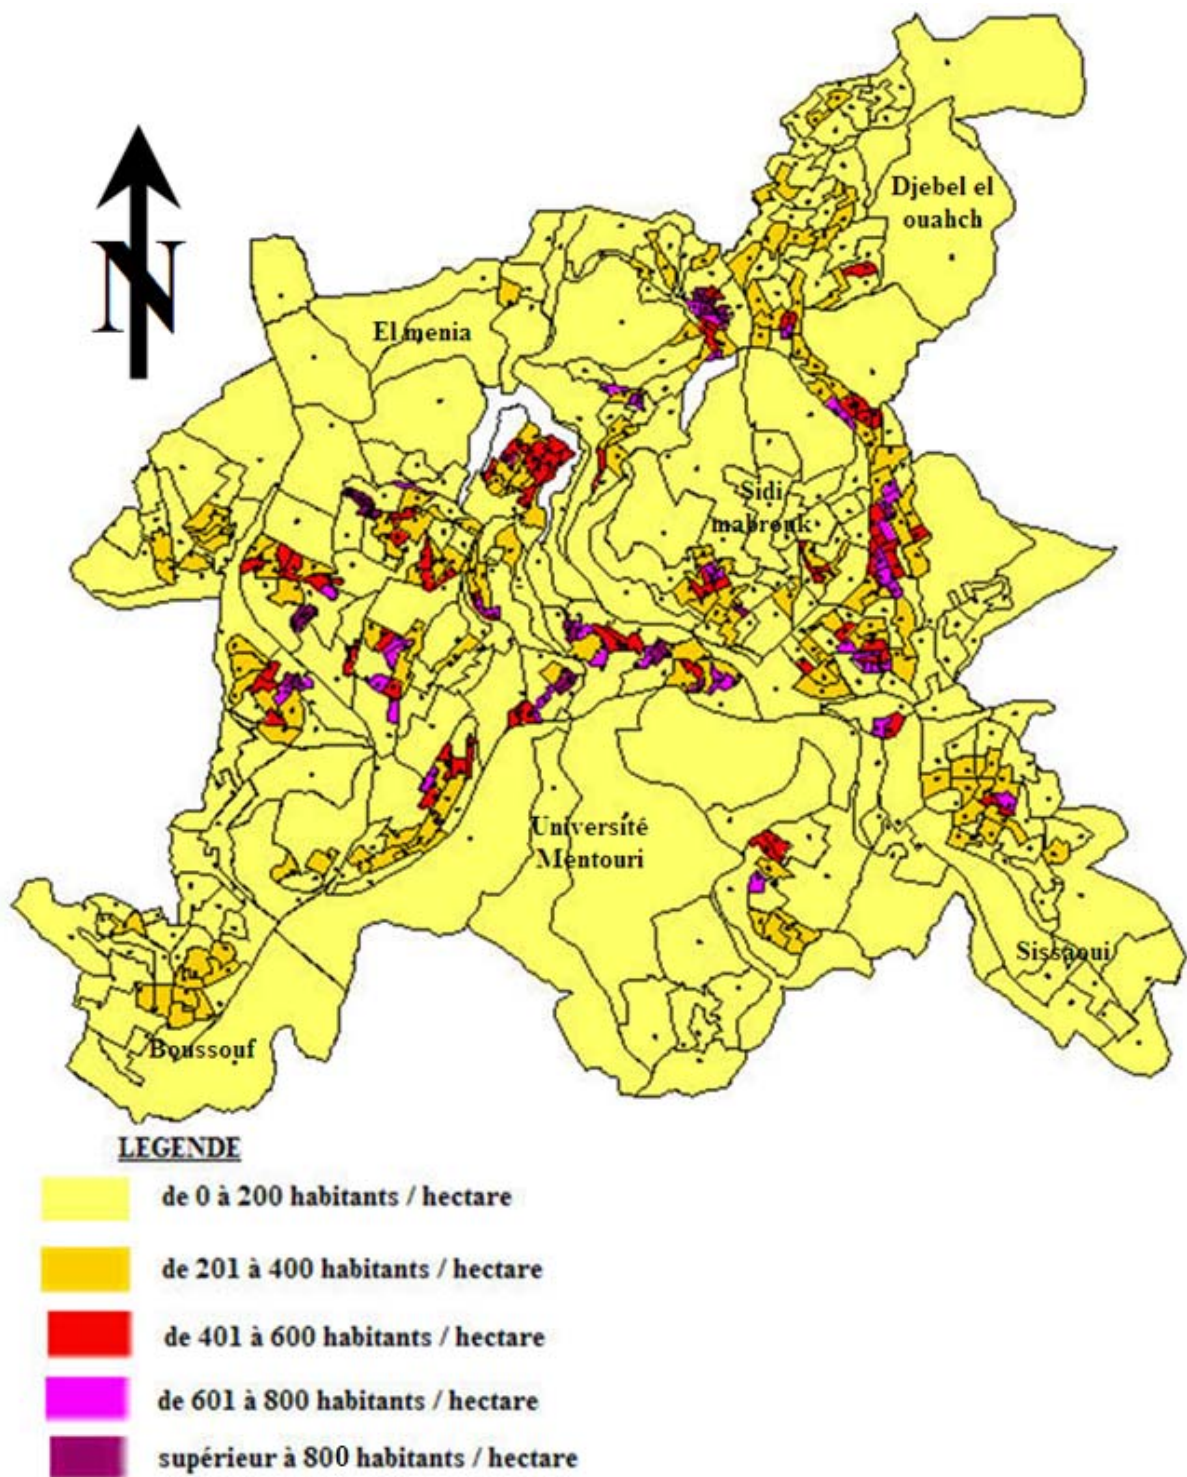 Djebel el
ouahch
N
El menia
Sidi
mabrouk
Université
Mentouri
Sissaoui
Boussouf
LEGENDE
de 0 à 200 habitants / hectare
de 201 à 400 habitants / hectare
de 401 à 600 habitants / hectare
de 601 à 800 habitants / hectare
supérieur à 800 habitants / hectare